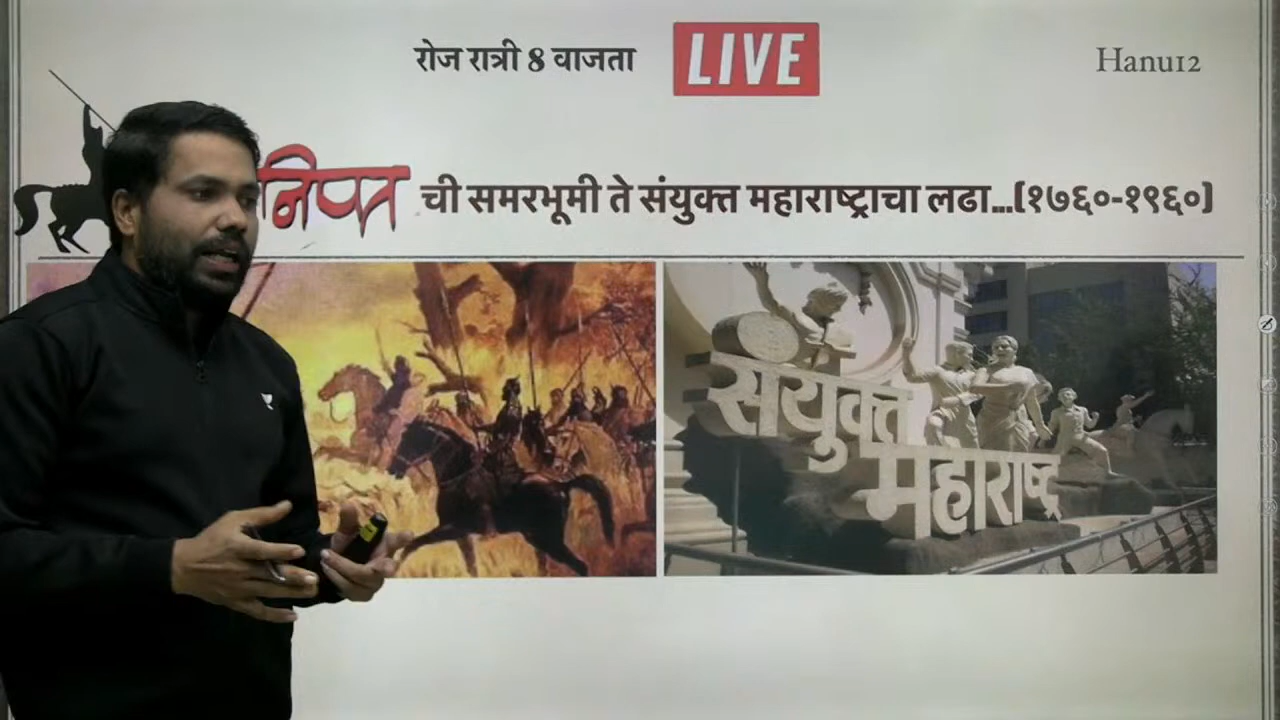 रोज रात्री 8 वाजता
LIVE
Hanu12
निपत ची समरभूमी ते संयुक्त महाराष्ट्राचा लढा...(१७६०-१९६०)
संयुक्त
महाराष्ट्र